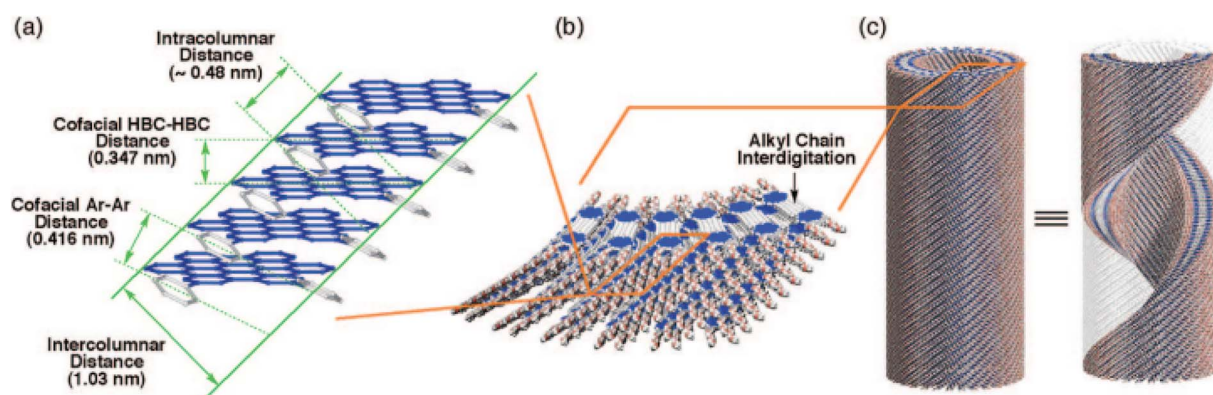 (a)
Intracolumnar
Distance
(~ 0.48 nm)
Cofacial HBC-HBC
Distance
(0.347 nm)
Cofacial Ar-Ar
Distance
(0.416 nm)
Intercolumnar
Distance
(1.03 nm)
(b)
Alkyl Chain
Interdigitation
(c)
≡